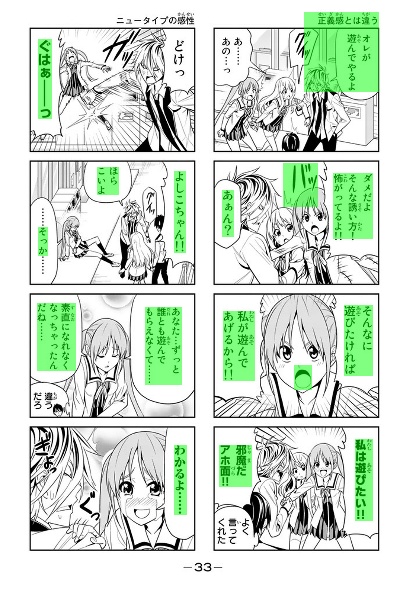 正義感とは違う
オレが
遊んでやるよ
あ…
あの…
ダメだよ
そんな誘い方!
怖がってるよ!!
あぁん?
そんなに
遊びたければ
私が遊んで
あげるから!!
私は遊びたい!!
邪魔だ
アホ面!!
よく
言って
くれた
ニュータイプの感性
どけっ
ぐはぁーーっ
よしこちゃん!!
ほら
こいよ
……
そっか……
あなた…ずっと
誰とも遊んで
もらえなくて…
素直になれなく
なっちゃったん
だね…
違う
だろう
わかるよ……
—33—